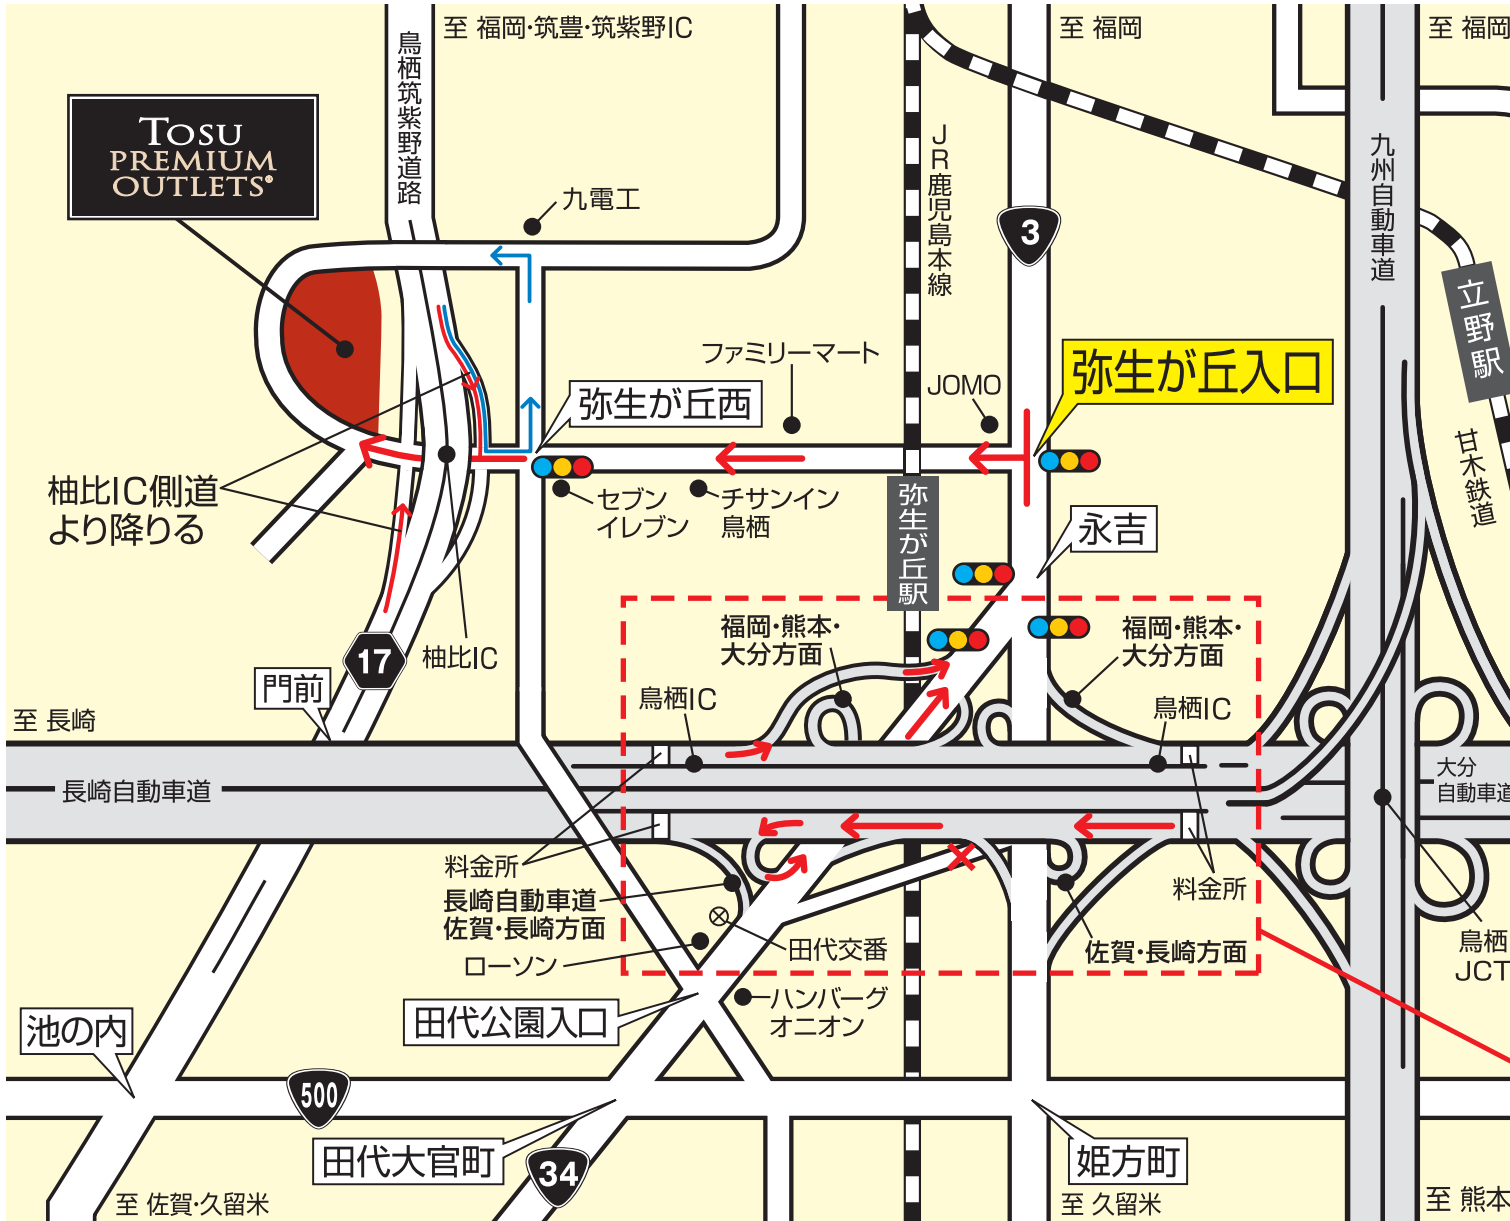 至 福岡・筑豊・筑紫野IC
至 福岡
至 福岡
鳥栖筑紫野道路
TOSU
PREMIUM
OUTLETS®
九電工
JR鹿児島本線
3
九州自動車道
立野駅
甘木鉄道
ファミリーマート
JOMO
弥生が丘入口
弥生が丘西
柚比IC側道
より降りる
セブン
イレブン
チサンイン
鳥栖
弥生が丘駅
永吉
福岡・熊本・
大分方面
福岡・熊本・
大分方面
17
柚比IC
門前
鳥栖IC
鳥栖IC
至 長崎
長崎自動車道
大分
自動車道
料金所
料金所
長崎自動車道
佐賀・長崎方面
田代交番
佐賀・長崎方面
ローソン
鳥栖
JCT
ハンバーグ
オニオン
田代公園入口
池の内
500
田代大官町
34
姫方町
至 佐賀・久留米
至 久留米
至 熊本